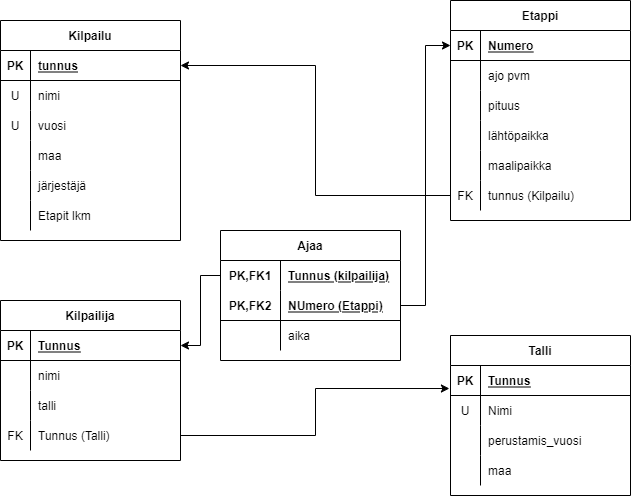 Kilpailu
PK tunnus
U nimi
U vuosi
maa
järjestäjä
Etapit lkm
Etappi
PK Numero
ajo pvm
pituus
lähtöpaikka
maalipaikka
FK tunnus (Kilpailu)
Ajaa
PK,FK1 Tunnus (kilpailija)
PK,FK2 NUmero (Etappi)
aika
Kilpailija
PK Tunnus
nimi
talli
FK Tunnus (Talli)
Talli
PK Tunnus
U Nimi
perustamis_vuosi
maa